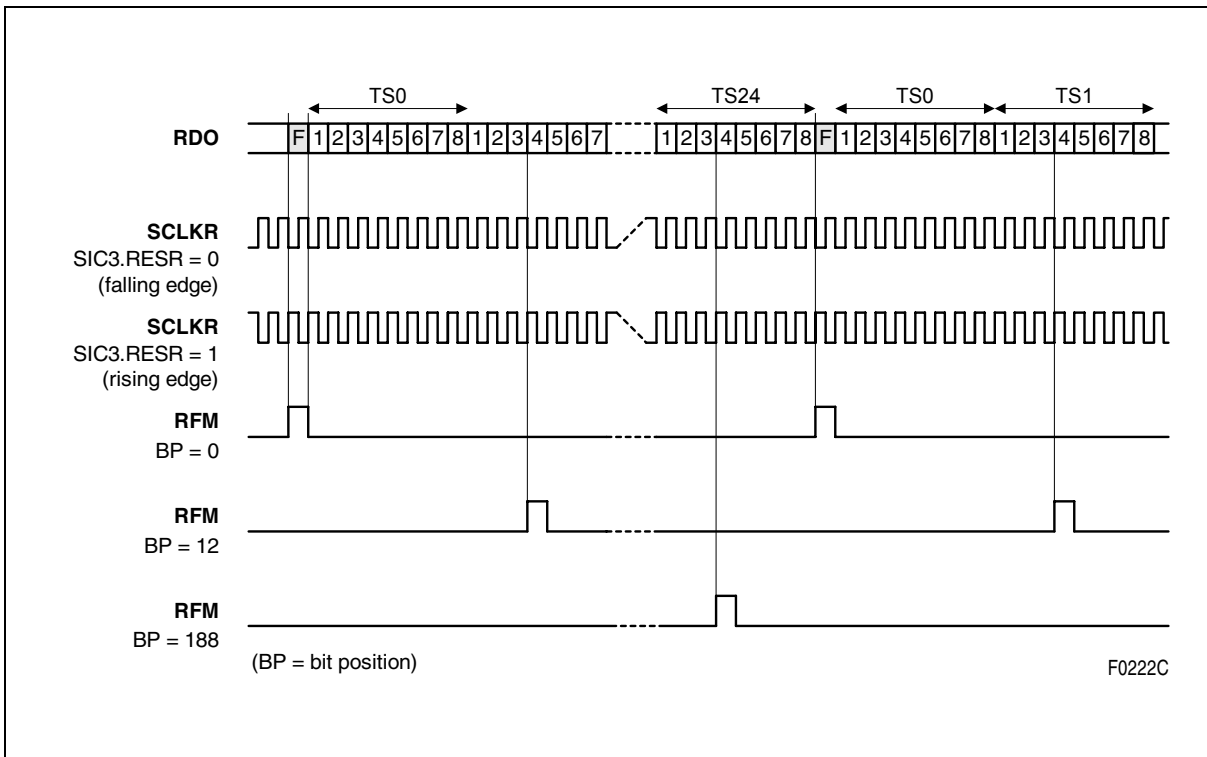 TS0 TS24 TS0 TS1
RDO F 1 2 3 4 5 6 7 8 1 2 3 4 5 6 7 1 2 3 4 5 6 7 8 F 1 2 3 4 5 6 7 8 1 2 3 4 5 6 7 8
SCLKR
SIC3.RESR = 0
(falling edge)
SCLKR
SIC3.RESR = 1
(rising edge)
RFM
BP = 0
RFM
BP = 12
RFM
BP = 188
(BP = bit position)
F0222C